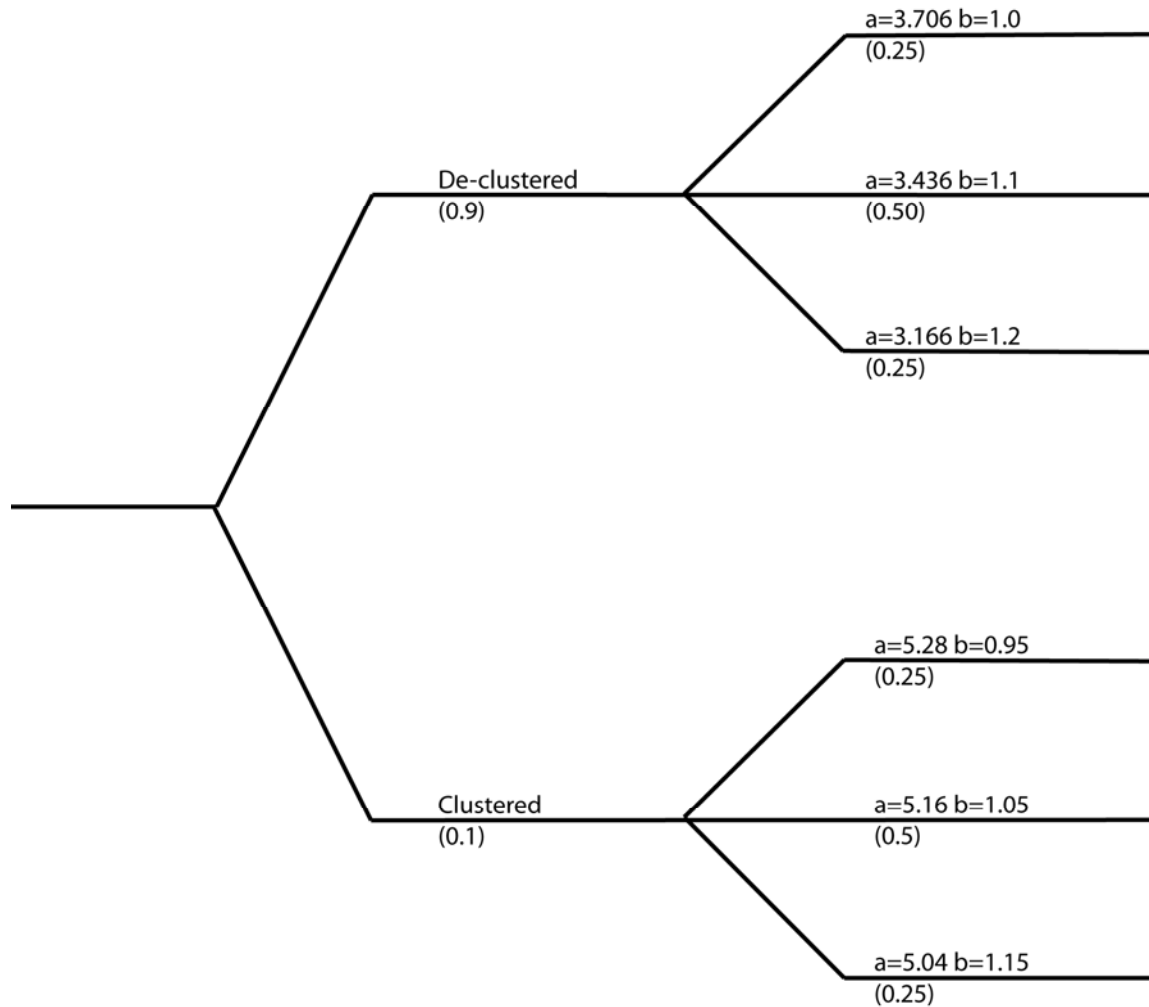 a=3.706 b=1.0
(0.25)
De-clustered
(0.9)
a=3.436 b=1.1
(0.50)
a=3.166 b=1.2
(0.25)
a=5.28 b=0.95
(0.25)
Clustered
(0.1)
a=5.16 b=1.05
(0.5)
a=5.04 b=1.15
(0.25)